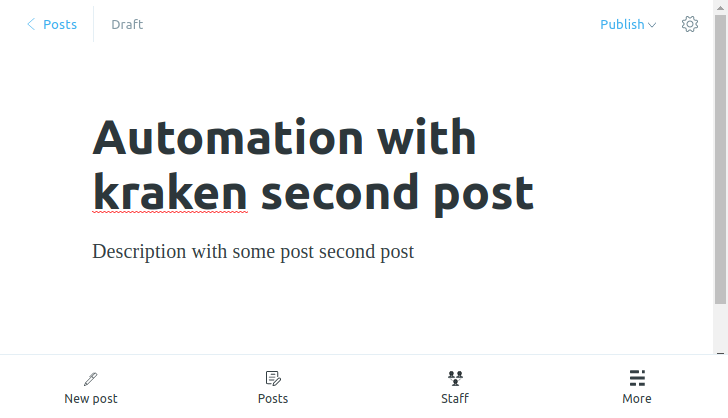 Posts
Draft
Publish
Automation with
kraken second post
Description with some post second post
New post
Posts
Staff
More